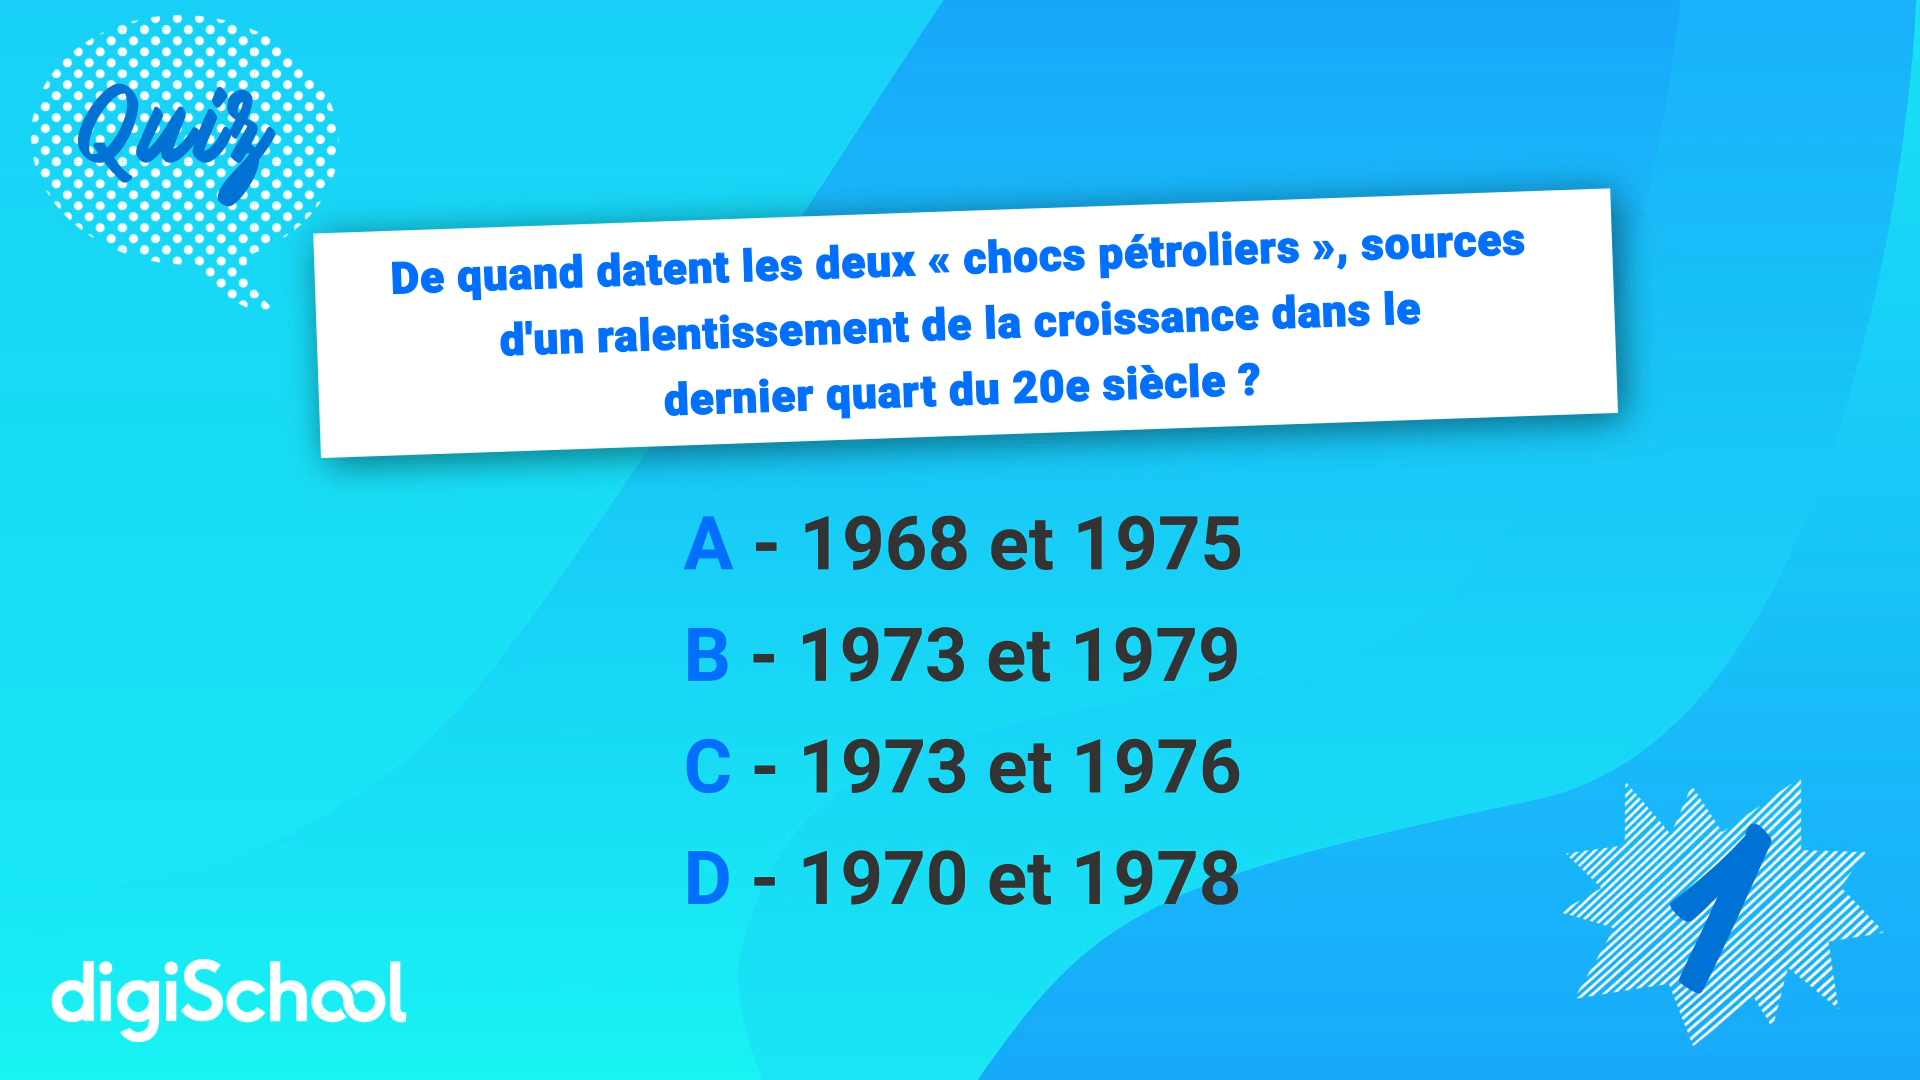 Quiz
De quand datent les deux « chocs pétroliers », sources
d'un ralentissement de la croissance dans le
dernier quart du 20e siècle ?
A - 1968 et 1975
B - 1973 et 1979
C - 1973 et 1976
D - 1970 et 1978
1
digiSchool